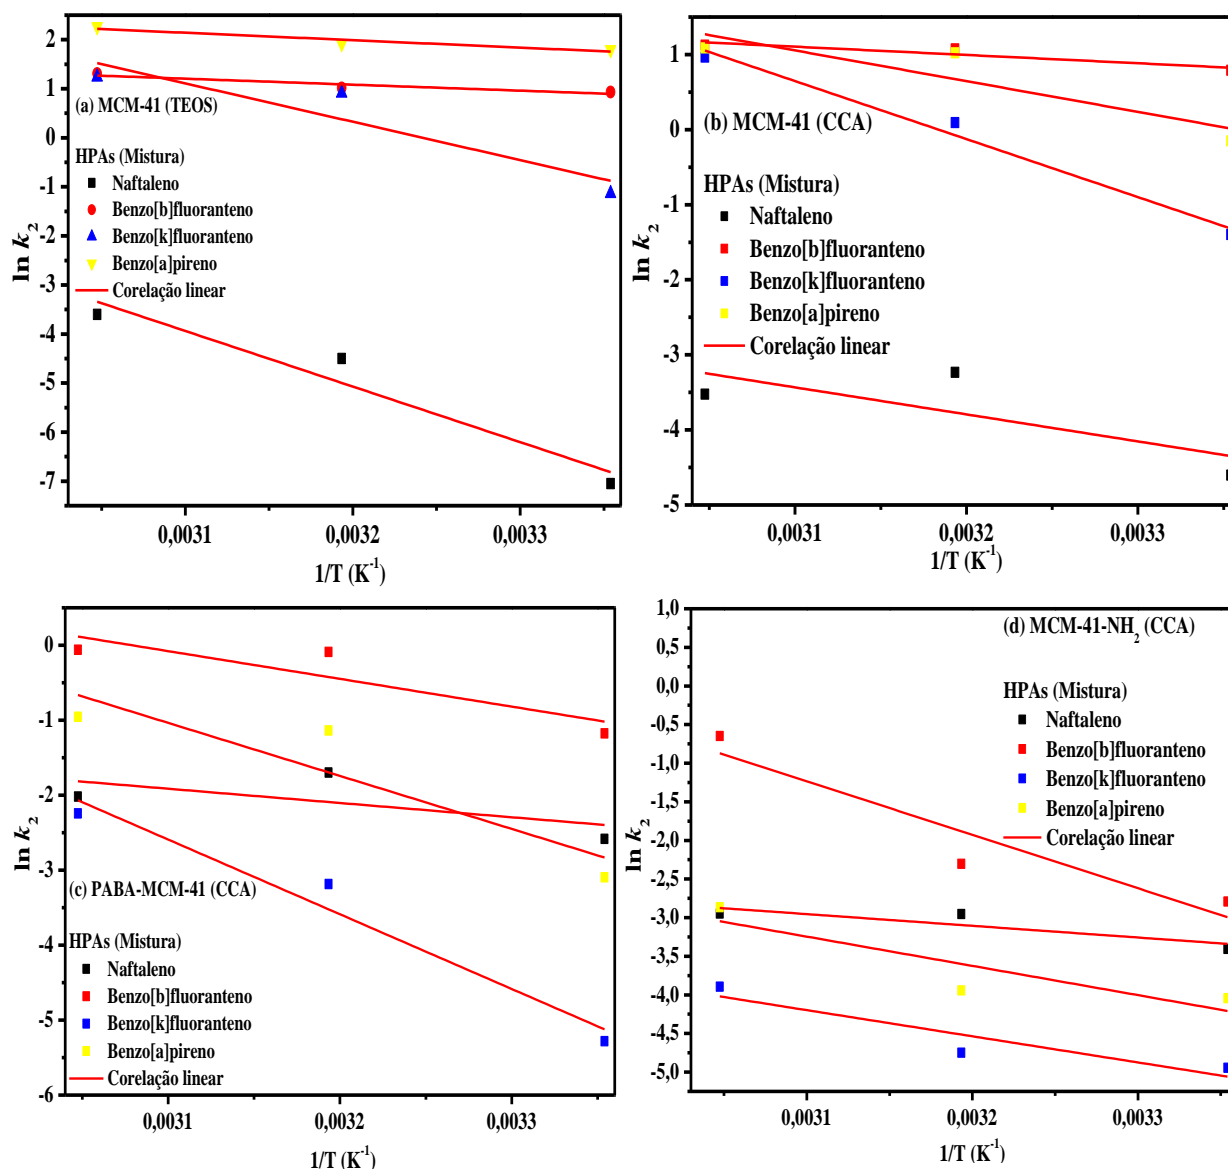 2
1
0
-1
-2
-3
-4
-5
-6
-7
ln k2
(a) MCM-41 (TEOS)
HPAs (Mistura)
Naftaleno
Benzo[b]fluoranteno
Benzo[k]fluoranteno
Benzo[a]pireno
Corelação linear
0,0031
0,0032
0,0033
1/T (K-1)
1
0
-1
-2
-3
-4
-5
ln k2
(b) MCM-41 (CCA)
HPAs (Mistura)
Naftaleno
Benzo[b]fluoranteno
Benzo[k]fluoranteno
Benzo[a]pireno
Corelação linear
0,0031
0,0032
0,0033
1/T (K-1)
0
-1
-2
-3
-4
-5
-6
ln k2
(c) PABA-MCM-41 (CCA)
HPAs (Mistura)
Naftaleno
Benzo[b]fluoranteno
Benzo[k]fluoranteno
Benzo[a]pireno
Corelação linear
0,0031
0,0032
0,0033
1/T (K-1)
1,0
0,5
0,0
-0,5
-1,0
-1,5
-2,0
-2,5
-3,0
-3,5
-4,0
-4,5
-5,0
ln k2
(d) MCM-41-NH2 (CCA)
HPAs (Mistura)
Naftaleno
Benzo[b]fluoranteno
Benzo[k]fluoranteno
Benzo[a]pireno
Corelação linear
0,0031
0,0032
0,0033
1/T (K-1)